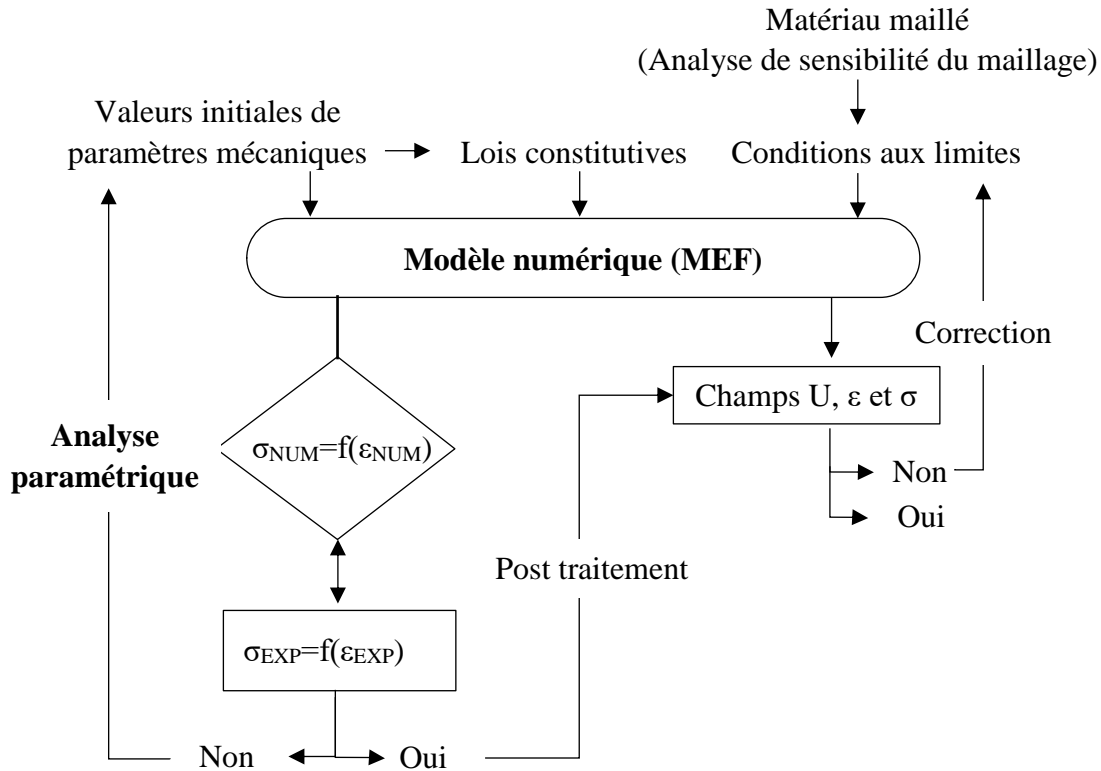 Matériau maillé
(Analyse de sensibilité du maillage)
Valeurs initiales de
paramètres mécaniques
Lois constitutives
Conditions aux limites
Modèle numérique (MEF)
Correction
Champs U, ε et σ
Analyse
paramétrique
σNUM=f(εNUM)
Non
Oui
Post traitement
σEXP=f(εEXP)
Non
Oui